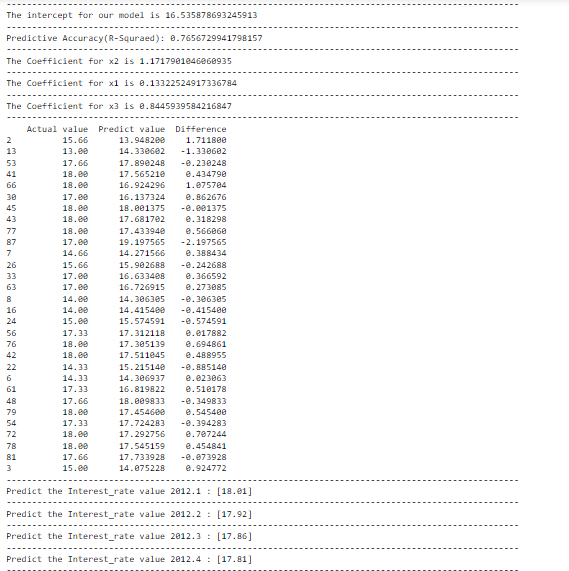 --------------------------------------------------------------------------------
The intercept for our model is 16.535878693245913
--------------------------------------------------------------------------------
Predictive Accuracy(R-Squraed): 0.7656729941798157
--------------------------------------------------------------------------------
The Coefficient for x2 is 1.1717901046060935
--------------------------------------------------------------------------------
The Coefficient for x1 is 0.13322524917336784
--------------------------------------------------------------------------------
The Coefficient for x3 is 0.8445939584216847
--------------------------------------------------------------------------------
Actual value Predict value Difference
2 15.66 13.948200 1.711800
13 13.00 14.330602 -1.330602
53 17.66 17.890248 -0.230248
41 18.00 17.565210 0.434790
66 18.00 16.924296 1.075704
30 17.00 16.137324 0.862676
45 18.00 18.001375 -0.001375
43 18.00 17.681702 0.318298
77 18.00 17.433940 0.566060
87 17.00 19.197565 -2.197565
7 14.66 14.271566 0.388434
26 15.66 15.902688 -0.242688
33 17.00 16.633408 0.366592
63 17.00 16.726915 0.273085
8 14.00 14.306305 -0.306305
16 14.00 14.415400 -0.415400
24 15.00 15.574591 -0.574591
56 17.33 17.312118 0.017882
76 18.00 17.305139 0.694861
42 18.00 17.511045 0.488955
22 14.33 15.215140 -0.885140
6 14.33 14.306937 0.023063
61 17.33 16.819822 0.510178
48 17.66 18.009833 -0.349833
79 18.00 17.454600 0.545400
54 17.33 17.724283 -0.394283
72 18.00 17.292756 0.707244
78 18.00 17.545159 0.454841
81 17.66 17.733928 -0.073928
3 15.00 14.075228 0.924772
--------------------------------------------------------------------------------
Predict the Interest_rate value 2012.1 : [18.01]
--------------------------------------------------------------------------------
Predict the Interest_rate value 2012.2 : [17.92]
--------------------------------------------------------------------------------
Predict the Interest_rate value 2012.3 : [17.86]
--------------------------------------------------------------------------------
Predict the Interest_rate value 2012.4 : [17.81]
--------------------------------------------------------------------------------